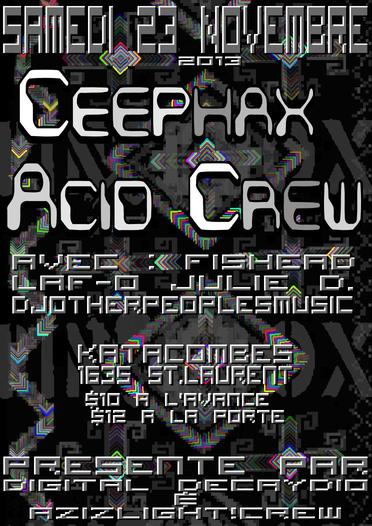 SAMEDI 23 NOVEMBRE
2013
CEEPHAX
ACID CREW
AVEC : FISHEAD
LAF-O JULIE D.
DJOTHERPEOPLESMUSIC
KATACOMBES
1635 ST.LAURENT
$10 A L'AVANCE
$12 A LA PORTE
PRESENTE PAR
DIGITAL DECAYDIO
&
AZIZLIGHT!CREW